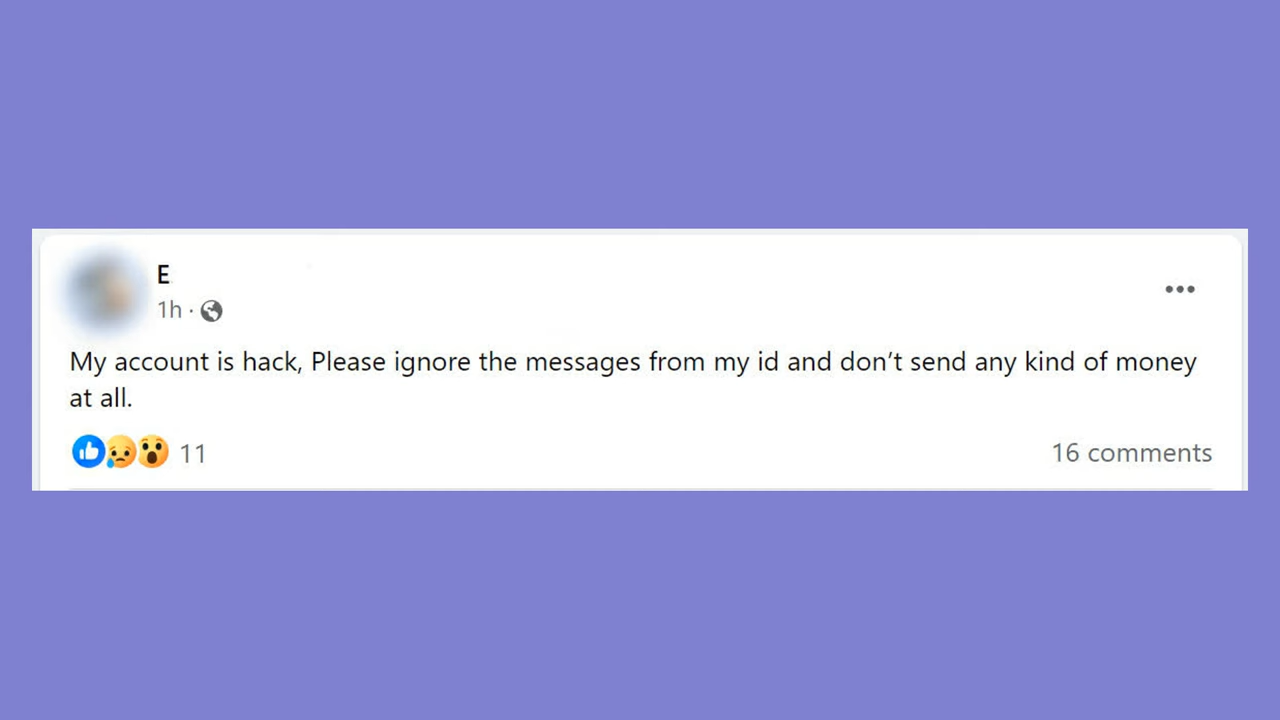 E
1h ·
My account is hack, Please ignore the messages from my id and don’t send any kind of money
at all.
11 16 comments